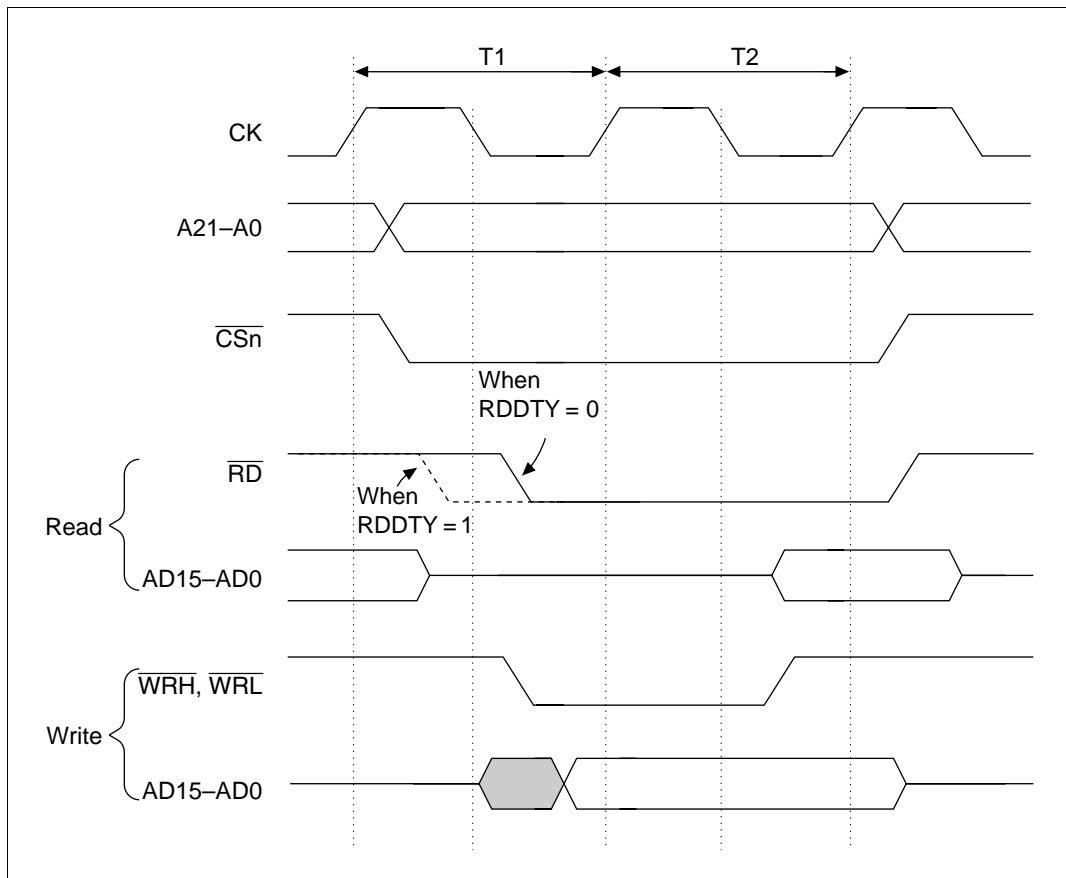 T1
T2
CK
A21–A0
CSn
When
RDDTY = 0
RD
When
RDDTY = 1
Read
AD15–AD0
WRH, WRL
Write
AD15–AD0